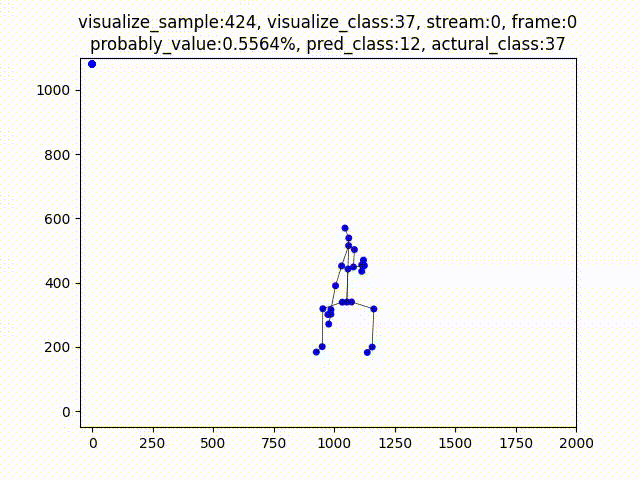 visualize_sample:424, visualize_class:37, stream:0, frame:0
probably_value:0.5564%, pred_class:12, actural_class:37
1000
800
600
400
200
0
0 250 500 750 1000 1250 1500 1750 2000